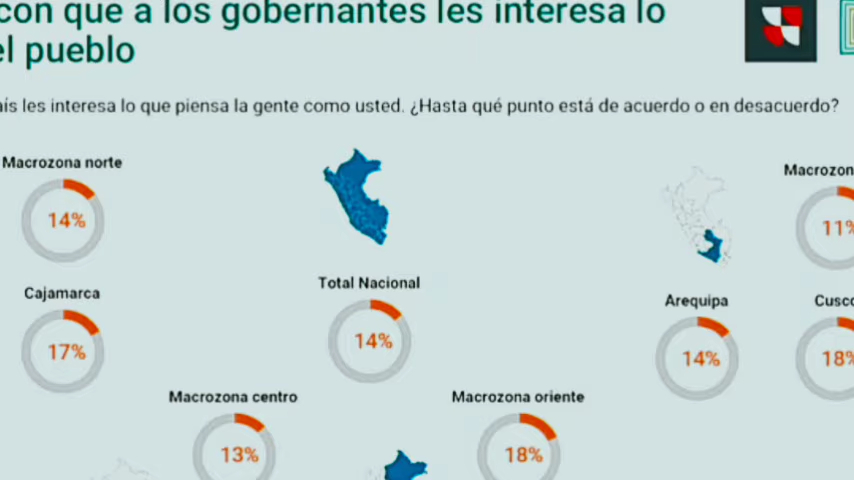 con que a los gobernantes les interesa lo
el pueblo
les interesa lo que piensa la gente como usted. ¿Hasta qué punto está de acuerdo o en desacuerdo?
Macrozona norte
14%
Cajamarca
17%
Total Nacional
14%
Macrozona centro
13%
Macrozona oriente
18%
Arequipa
14%
11%
Cusco
18%